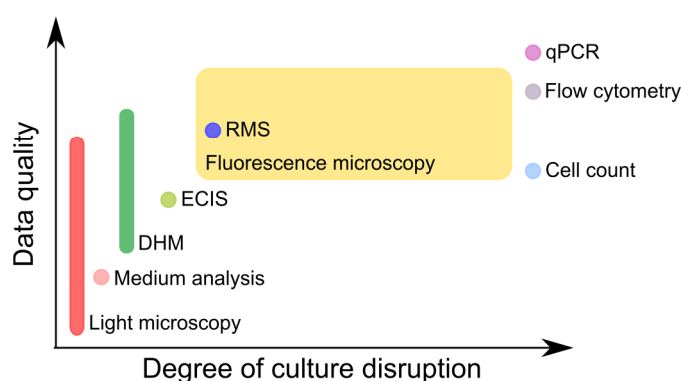 qPCR
Flow cytometry
RMS
Fluorescence microscopy
Cell count
ECIS
DHM
Medium analysis
Light microscopy
Data quality
Degree of culture disruption